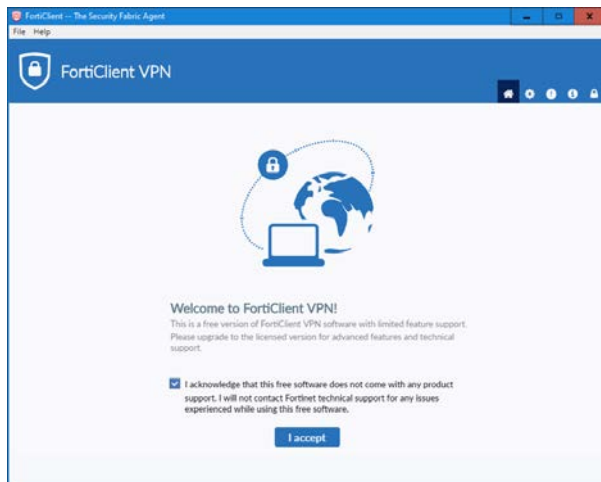 FortiClient -- The Security Fabric Agent
File Help
FortiClient VPN
Welcome to FortiClient VPN!
This is a free version of FortiClient VPN software with limited feature support.
Please upgrade to the licensed version for advanced features and technical
support.
I acknowledge that this free software does not come with any product
support. I will not contact Fortinet technical support for any issues
experienced while using this free software.
I accept